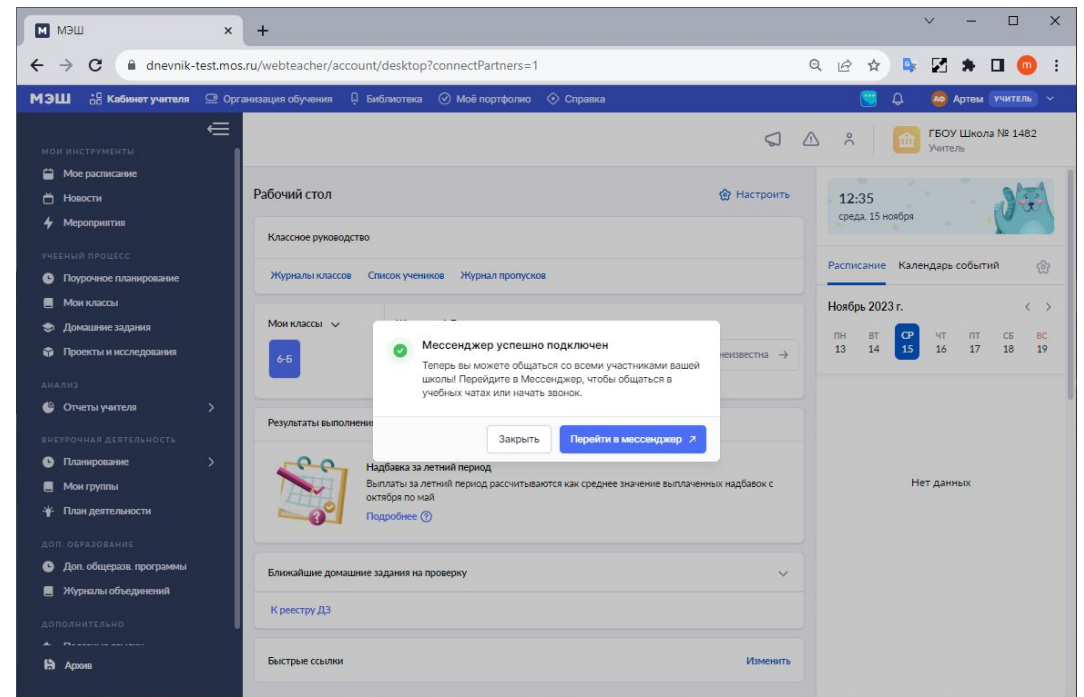 МЭШ
dnevnik-test.mos.ru/webteacher/account/desktop?connectPartners=1
m
МЭШ Кабинет учителя Организация обучения Библиотека Моё портфолио Справка АФ Артем УЧИТЕЛЬ
ГБОУ Школа № 1482
Учитель
МОИ ИНСТРУМЕНТЫ
Мое расписание
Новости
Мероприятия
УЧЕБНЫЙ ПРОЦЕСС
Поурочное планирование
Мои классы
Домашние задания
Проекты и исследования
АНАЛИЗ
Отчеты учителя
ВНЕУРОЧНАЯ ДЕЯТЕЛЬНОСТЬ
Планирование
Мои группы
План деятельности
ДОП. ОБРАЗОВАНИЕ
Доп. общеразв. программы
Журналы объединений
ДОПОЛНИТЕЛЬНО
Архив
Рабочий стол Настроить
Классное руководство
Журналы классов Список учеников Журнал пропусков
Мои классы
6-Б
неизвестна
Мессенджер успешно подключен
Теперь вы можете общаться со всеми участниками вашей
школы! Перейдите в Мессенджер, чтобы общаться в
учебных чатах или начать звонок.
Закрыть Перейти в мессенджер
Результаты выполнения
Надбавка за летний период
Выплаты за летний период рассчитываются как среднее значение выплаченных надбавок с
октября по май
Подробнее
Ближайшие домашние задания на проверку
К реестру ДЗ
Быстрые ссылки Изменить
12:35
среда, 15 ноября
Расписание Календарь событий
Ноябрь 2023 г.
ПН ВТ СР ЧТ ПТ СБ ВС
13 14 15 16 17 18 19
Нет данных